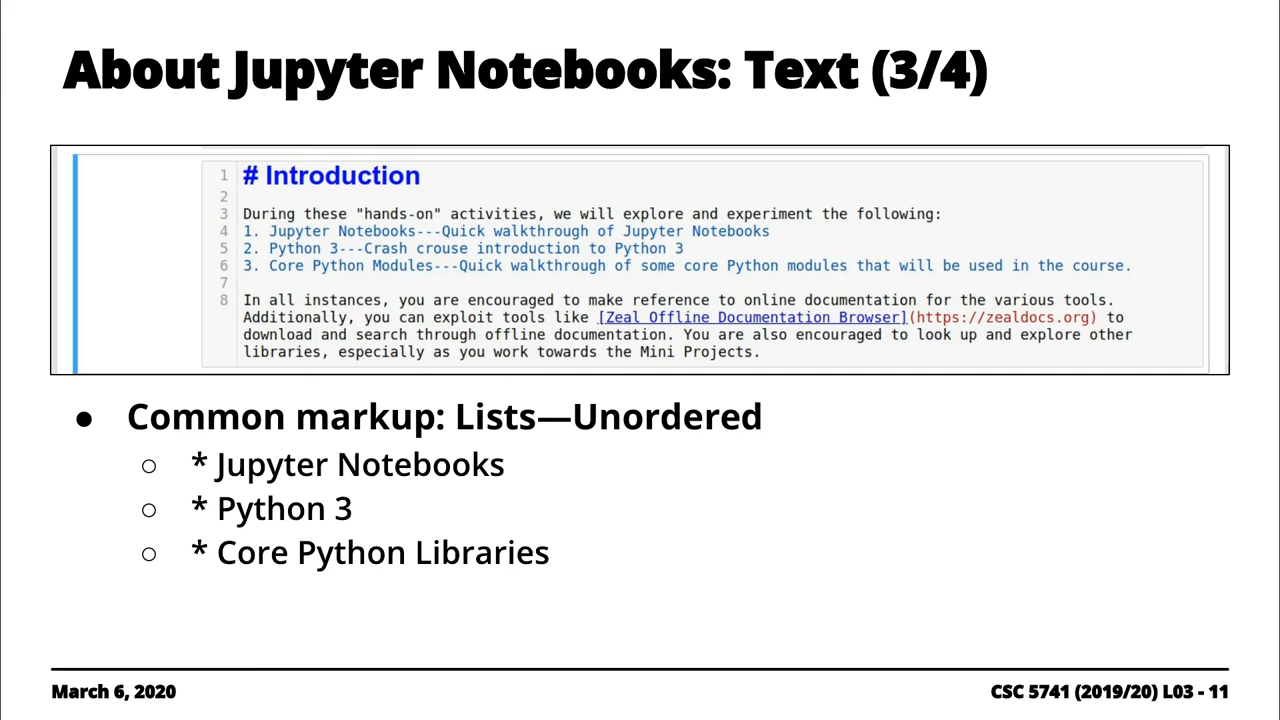 About Jupyter Notebooks: Text (3/4)
1 # Introduction
2
3 During these "hands-on" activities, we will explore and experiment the following:
4 1. Jupyter Notebooks---Quick walkthrough of Jupyter Notebooks
5 2. Python 3---Crash crouse introduction to Python 3
6 3. Core Python Modules---Quick walkthrough of some core Python modules that will be used in the course.
7
8 In all instances, you are encouraged to make reference to online documentation for the various tools.
Additionally, you can exploit tools like [Zeal Offline Documentation Browser](https://zealdocs.org) to
download and search through offline documentation. You are also encouraged to look up and explore other
libraries, especially as you work towards the Mini Projects.
● Common markup: Lists—Unordered
○ * Jupyter Notebooks
○ * Python 3
○ * Core Python Libraries
March 6, 2020
CSC 5741 (2019/20) L03 - 11